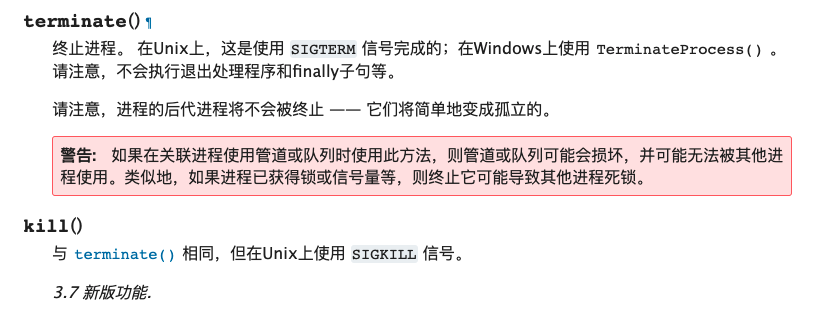 terminate()¶
终止进程。 在Unix上，这是使用 SIGTERM 信号完成的；在Windows上使用 TerminateProcess() 。
请注意，不会执行退出处理程序和finally子句等。
请注意，进程的后代进程将不会被终止 —— 它们将简单地变成孤立的。
警告: 如果在关联进程使用管道或队列时使用此方法，则管道或队列可能会损坏，并可能无法被其他进
程使用。类似地，如果进程已获得锁或信号量等，则终止它可能导致其他进程死锁。
kill()
与 terminate() 相同，但在Unix上使用 SIGKILL 信号。
3.7 新版功能.